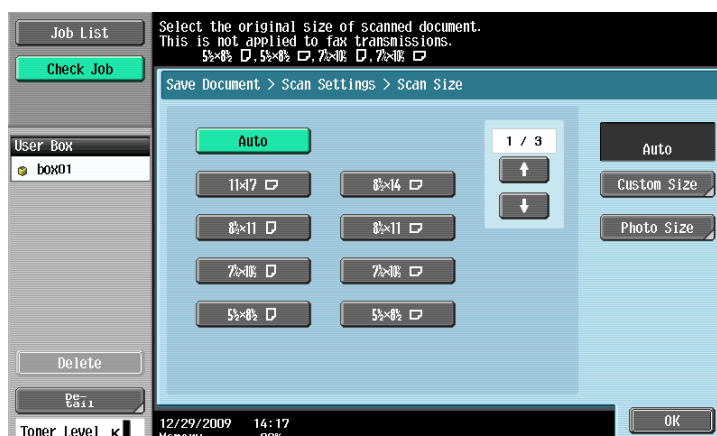 Job List
Check Job
Select the original size of scanned document.
This is not applied to fax transmissions.
5½×8½ , 5½×8½ , 7¼×10½ , 7¼×10½
Save Document > Scan Settings > Scan Size
User Box
box01
Auto
1 / 3
11×17
8½×14
8½×11
8½×11
7¼×10½
7¼×10½
5½×8½
5½×8½
Auto
Custom Size
Photo Size
Delete
De-
tail
Toner Level K
12/29/2009 14:17
OK